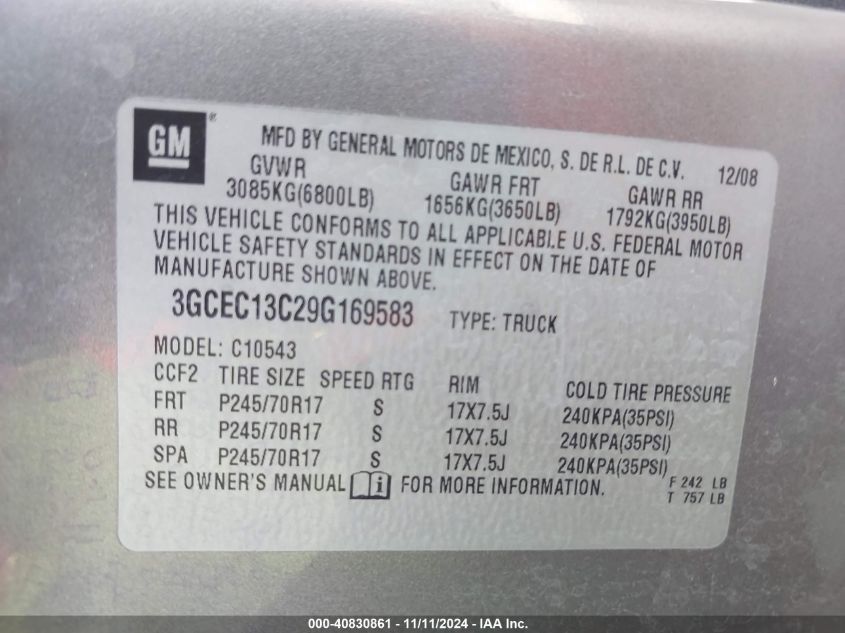 GM ®
MFD BY GENERAL MOTORS DE MEXICO, S. DE R.L. DE C.V. 12/08
GVWR GAWR FRT GAWR RR
3085KG(6800LB) 1656KG(3650LB) 1792KG(3950LB)
THIS VEHICLE CONFORMS TO ALL APPLICABLE U.S. FEDERAL MOTOR
VEHICLE SAFETY STANDARDS IN EFFECT ON THE DATE OF
MANUFACTURE SHOWN ABOVE.
3GCEC13C29G169583 TYPE: TRUCK
MODEL: C10543
CCF2 TIRE SIZE SPEED RTG RIM COLD TIRE PRESSURE
FRT P245/70R17 S 17X7.5J 240KPA(35PSI)
RR P245/70R17 S 17X7.5J 240KPA(35PSI)
SPA P245/70R17 S 17X7.5J 240KPA(35PSI)
SEE OWNER'S MANUAL i FOR MORE INFORMATION. F 242 LB
T 757 LB
000-40830861 - 11/11/2024 - IAA Inc.